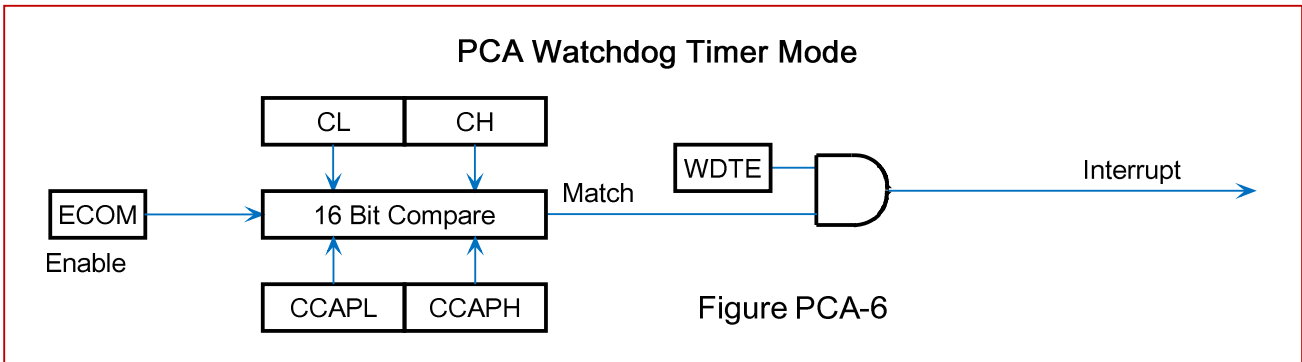 PCA Watchdog Timer Mode
CL CH
WDTE
Interrupt
Match
ECOM
16 Bit Compare
Enable
CCAPL CCAPH
Figure PCA-6